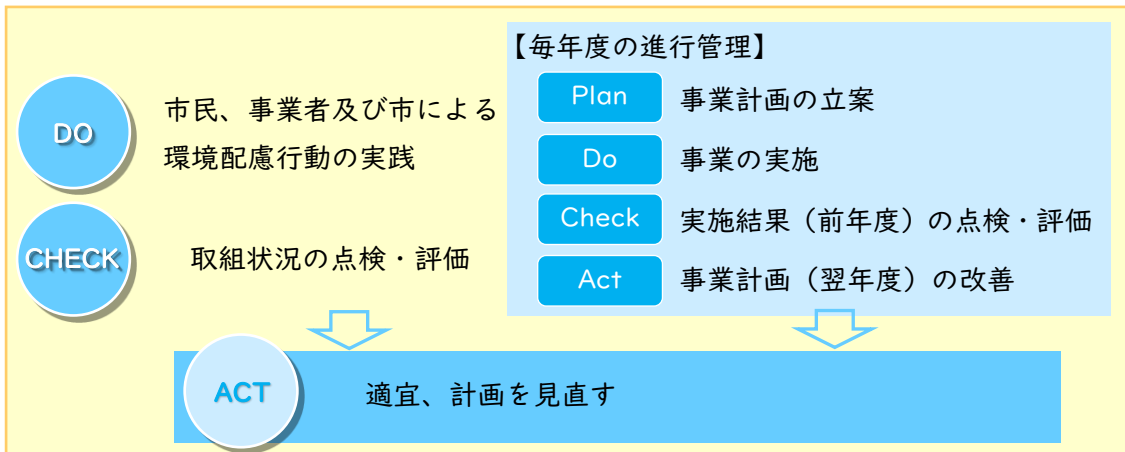 DO
市民、事業者及び市による
環境配慮行動の実践
CHECK
取組状況の点検・評価
【毎年度の進行管理】
Plan 事業計画の立案
Do 事業の実施
Check 実施結果（前年度）の点検・評価
Act 事業計画（翌年度）の改善
ACT 適宜、計画を見直す